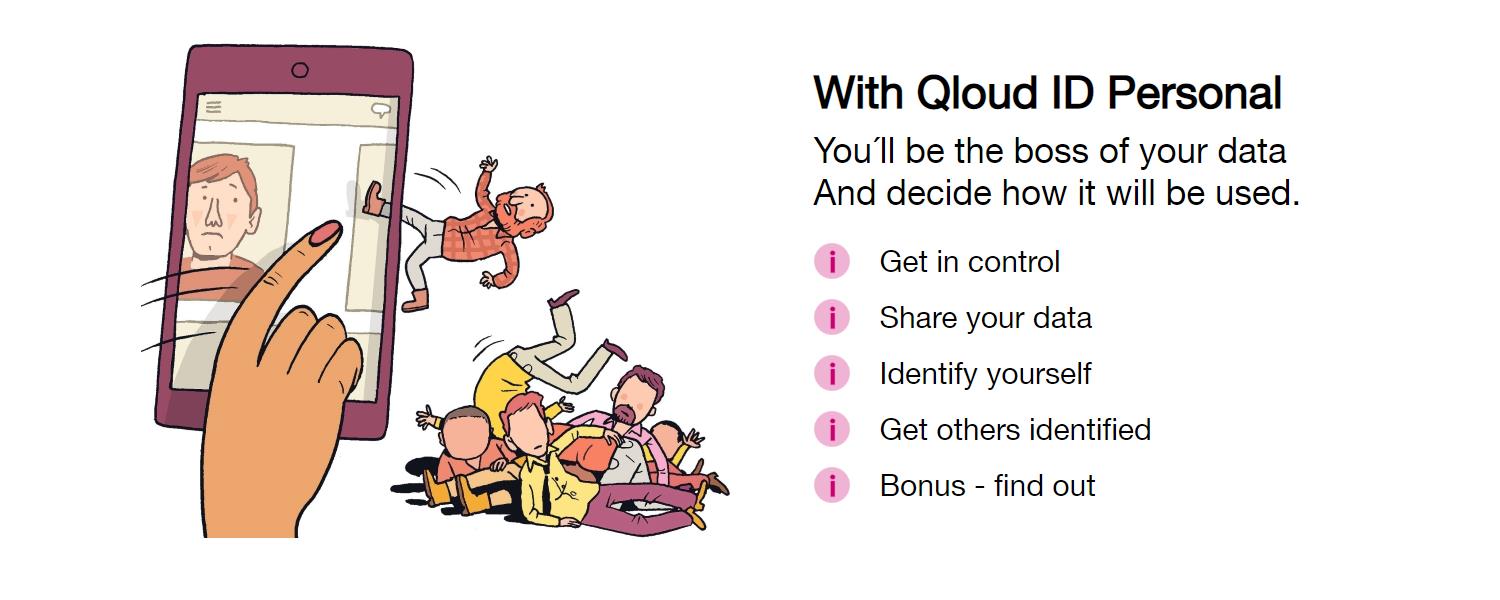 With Qloud ID Personal
You´ll be the boss of your data
And decide how it will be used.
i Get in control
i Share your data
i Identify yourself
i Get others identified
i Bonus - find out